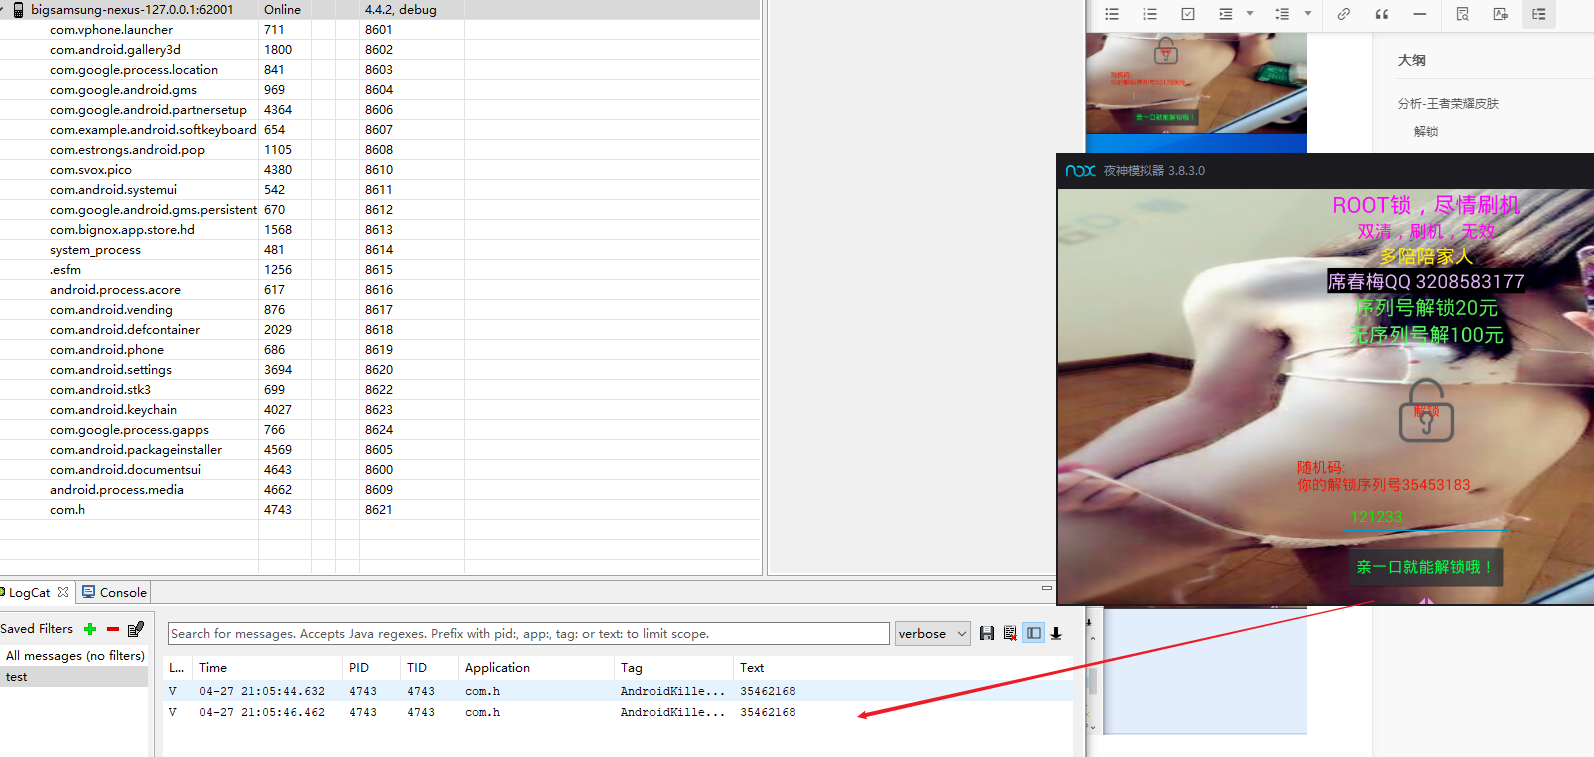 bigsamsung-nexus-127.0.0.1:62001 Online 4.4.2, debug
com.vphone.launcher 711 8601
com.android.gallery3d 1800 8602
com.google.process.location 841 8603
com.google.android.gms 969 8604
com.google.android.partnersetup 4364 8606
com.example.android.softkeyboard 654 8607
com.estrongs.android.pop 1105 8608
com.svox.pico 4380 8610
com.android.systemui 542 8611
com.google.android.gms.persistent 670 8612
com.bignox.app.store.hd 1568 8613
system_process 481 8614
.esfm 1256 8615
android.process.acore 617 8616
com.android.vending 876 8617
com.android.defcontainer 2029 8618
com.android.phone 686 8619
com.android.settings 3694 8620
com.android.stk3 699 8622
com.android.keychain 4027 8623
com.google.process.gapps 766 8624
com.android.packageinstaller 4569 8605
com.android.documentsui 4643 8600
android.process.media 4662 8609
com.h 4743 8621
大纲
分析-王者荣耀皮肤
解锁
随机码:
亲一口就能解锁哦！
nox 夜神模拟器 3.8.3.0
ROOT锁，尽情刷机
双清，刷机，无效
多陪陪家人
席春梅QQ 3208583177
序列号解锁20元
无序列号解100元
解锁
随机码:
你的解锁序列号35453183
121233
亲一口就能解锁哦！
LogCat Console
Saved Filters
All messages (no filters)
test
Search for messages. Accepts Java regexes. Prefix with pid:, app:, tag: or text: to limit scope.
verbose
L... Time PID TID Application Tag Text
V 04-27 21:05:44.632 4743 4743 com.h AndroidKille... 35462168
V 04-27 21:05:46.462 4743 4743 com.h AndroidKille... 35462168